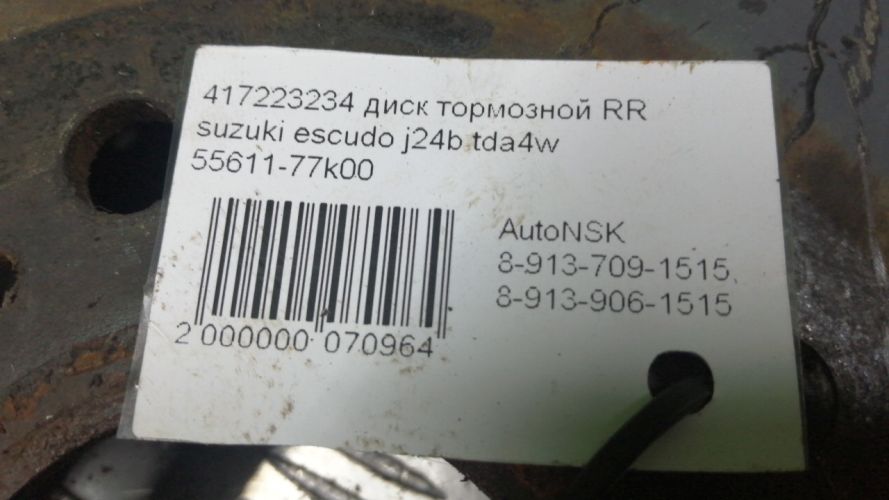 417223234 диск тормозной RR
suzuki escudo j24b tda4w
55611-77k00
AutoNSK
8-913-709-1515,
8-913-906-1515
2 000000 070964